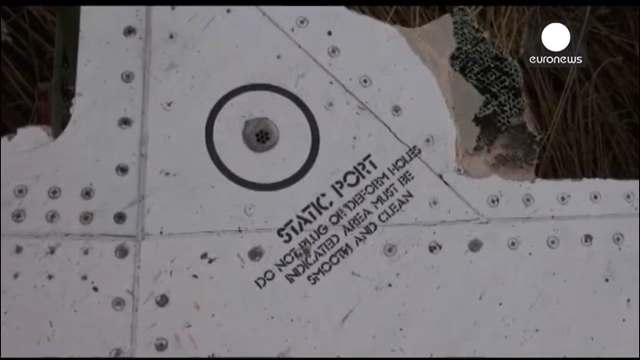 euronews
STATIC PORT
DO NOT PLUG OR DEFORM HOLES
INDICATED AREA MUST BE
SMOOTH AND CLEAN